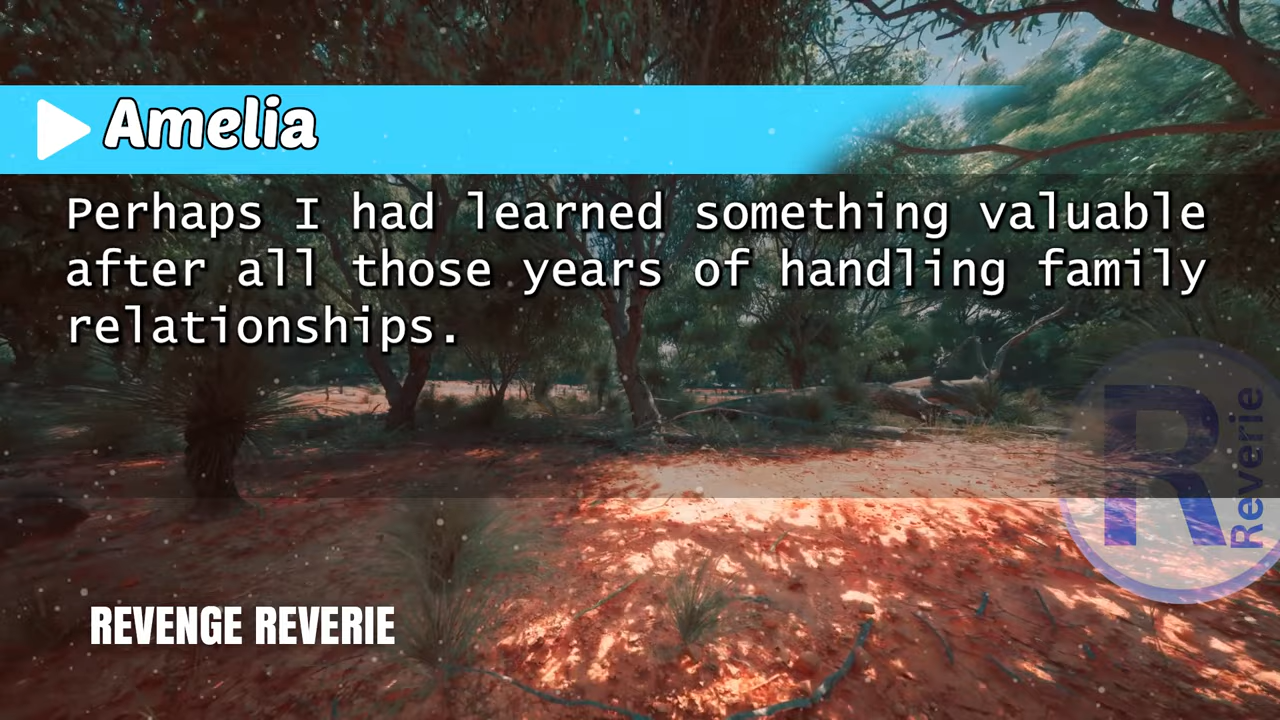 Amelia
Perhaps I had learned something valuable
after all those years of handling family
relationships.
R
Reverie
REVENGE REVERIE